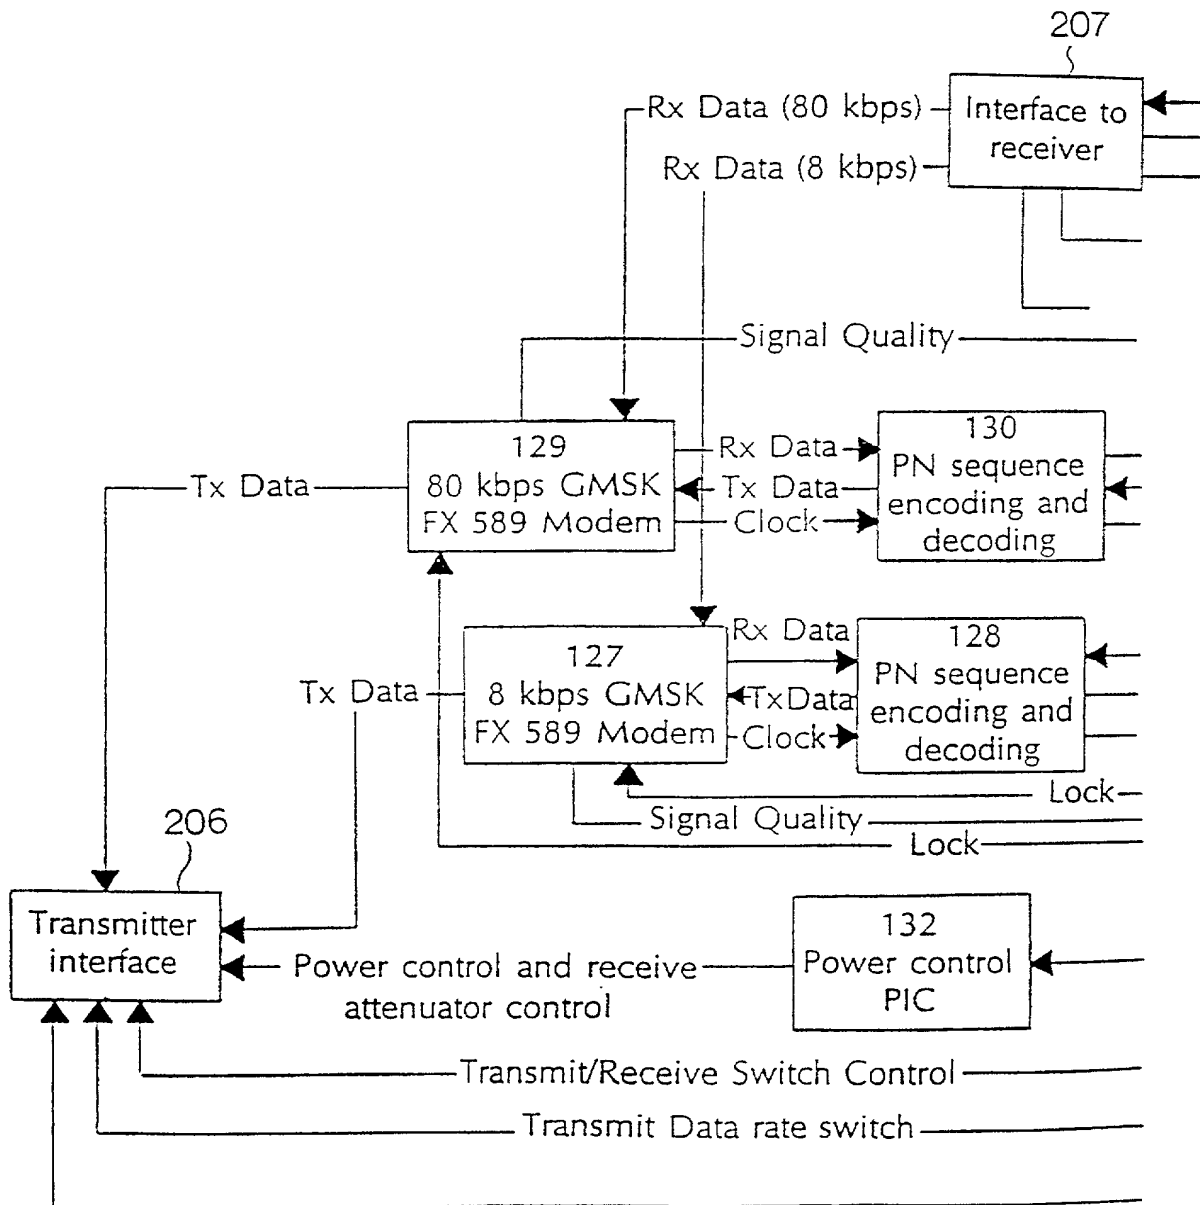 207
Rx Data (80 kbps)
Interface to
receiver
Rx Data (8 kbps)
Signal Quality
129
80 kbps GMSK
FX 589 Modem
Rx Data
Tx Data
Clock
130
PN sequence
encoding and
decoding
Tx Data
Rx Data
127
8 kbps GMSK
FX 589 Modem
TxData
Clock
128
PN sequence
encoding and
decoding
Tx Data
Lock
Signal Quality
Lock
206
Transmitter
interface
132
Power control
PIC
Power control and receive
attenuator control
Transmit/Receive Switch Control
Transmit Data rate switch